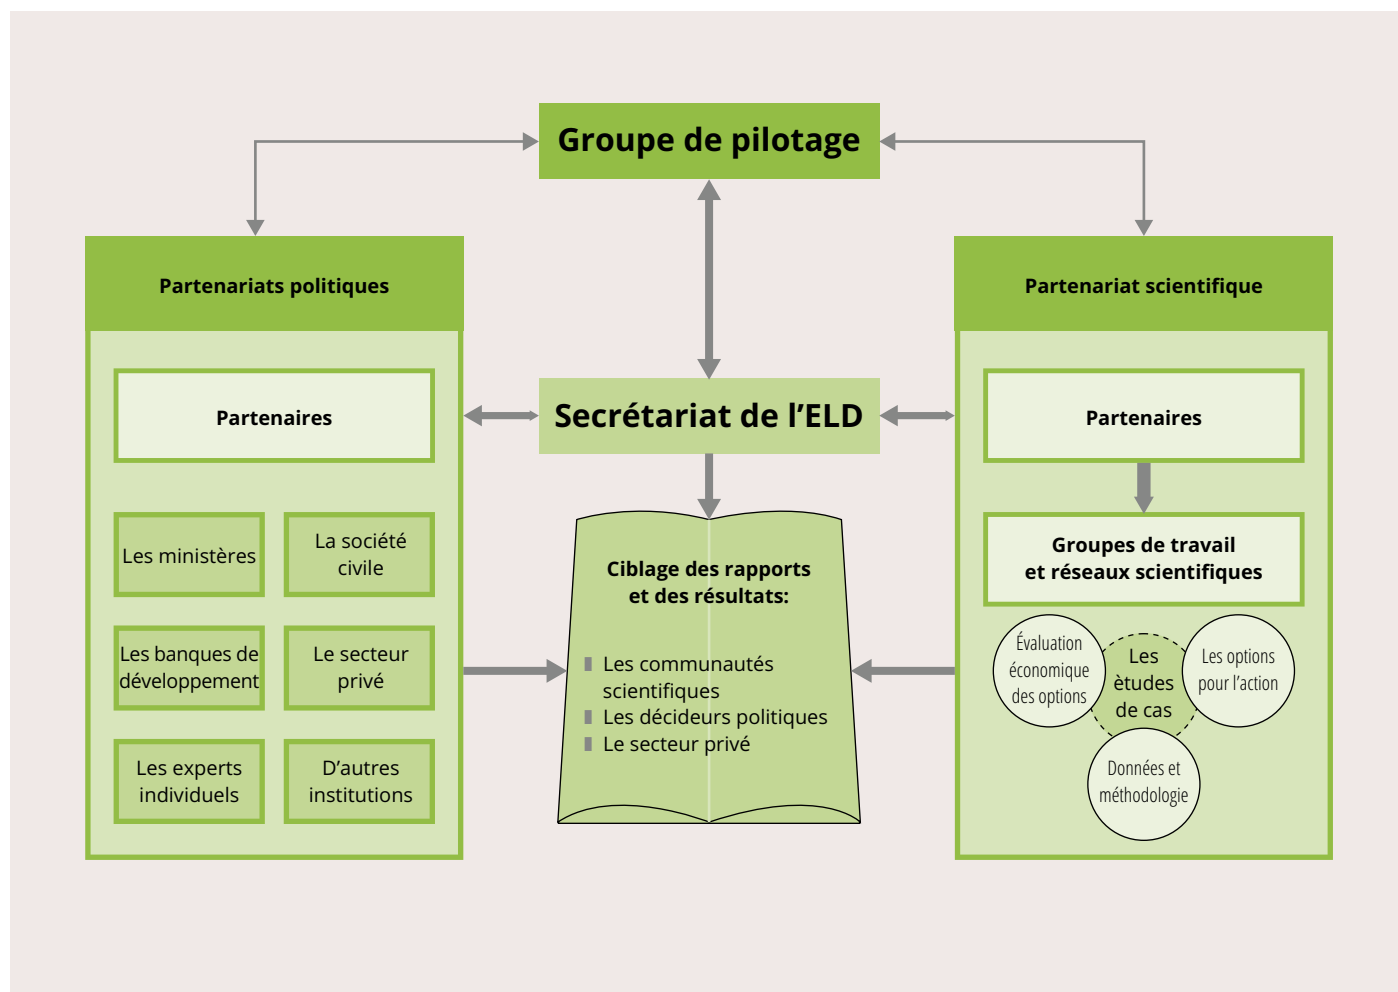 Groupe de pilotage
Partenariats politiques
Partenaires
Les ministères
La société
civile
Les banques de
développement
Le secteur
privé
Les experts
individuels
D’autres
institutions
Secrétariat de l’ELD
Ciblage des rapports
et des résultats:
Les communautés
scientifiques
Les décideurs politiques
Le secteur privé
Partenariat scientifique
Partenaires
Groupes de travail
et réseaux scientifiques
Évaluation
économique
des options
Les
ètudes
de cas
Les options
pour l’action
Données et
méthodologie